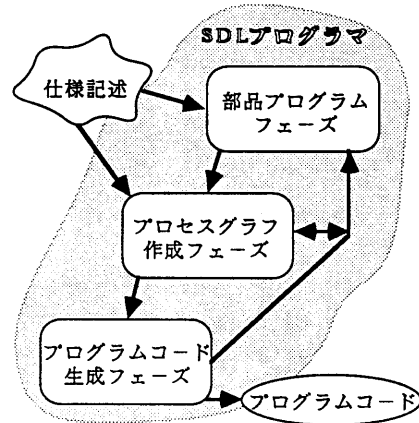 SDLプログラマ
仕様記述
部品プログラム
フェーズ
プロセスグラフ
作成フェーズ
プログラムコード
生成フェーズ
プログラムコード